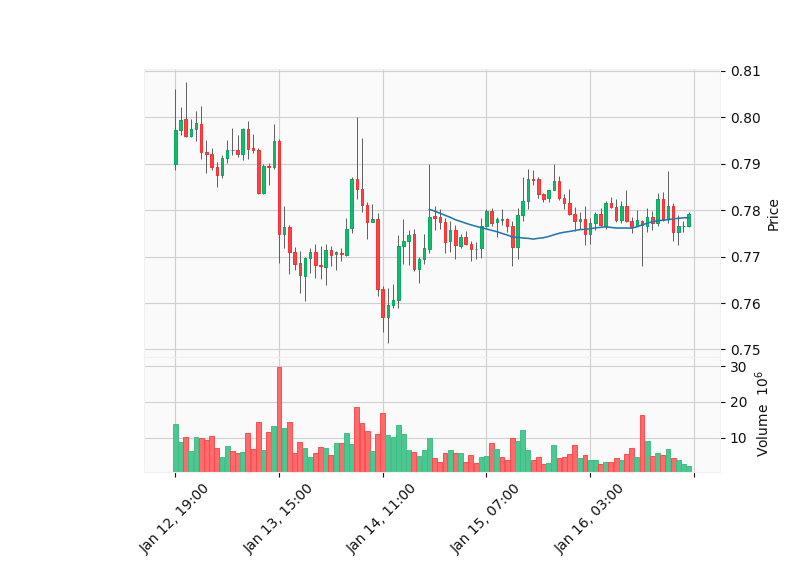 0.81
0.80
0.79
0.78
0.77
0.76
0.75
Price
30
20
10
Volume 10^6
Jan 12, 19:00
Jan 13, 15:00
Jan 14, 11:00
Jan 15, 07:00
Jan 16, 03:00